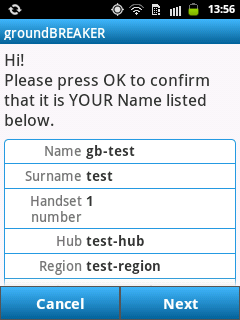 13:56
groundBREAKER
Hi!
Please press OK to confirm
that it is YOUR Name listed
below.
Name gb-test
Surname test
Handset 1
number
Hub test-hub
Region test-region
Cancel Next